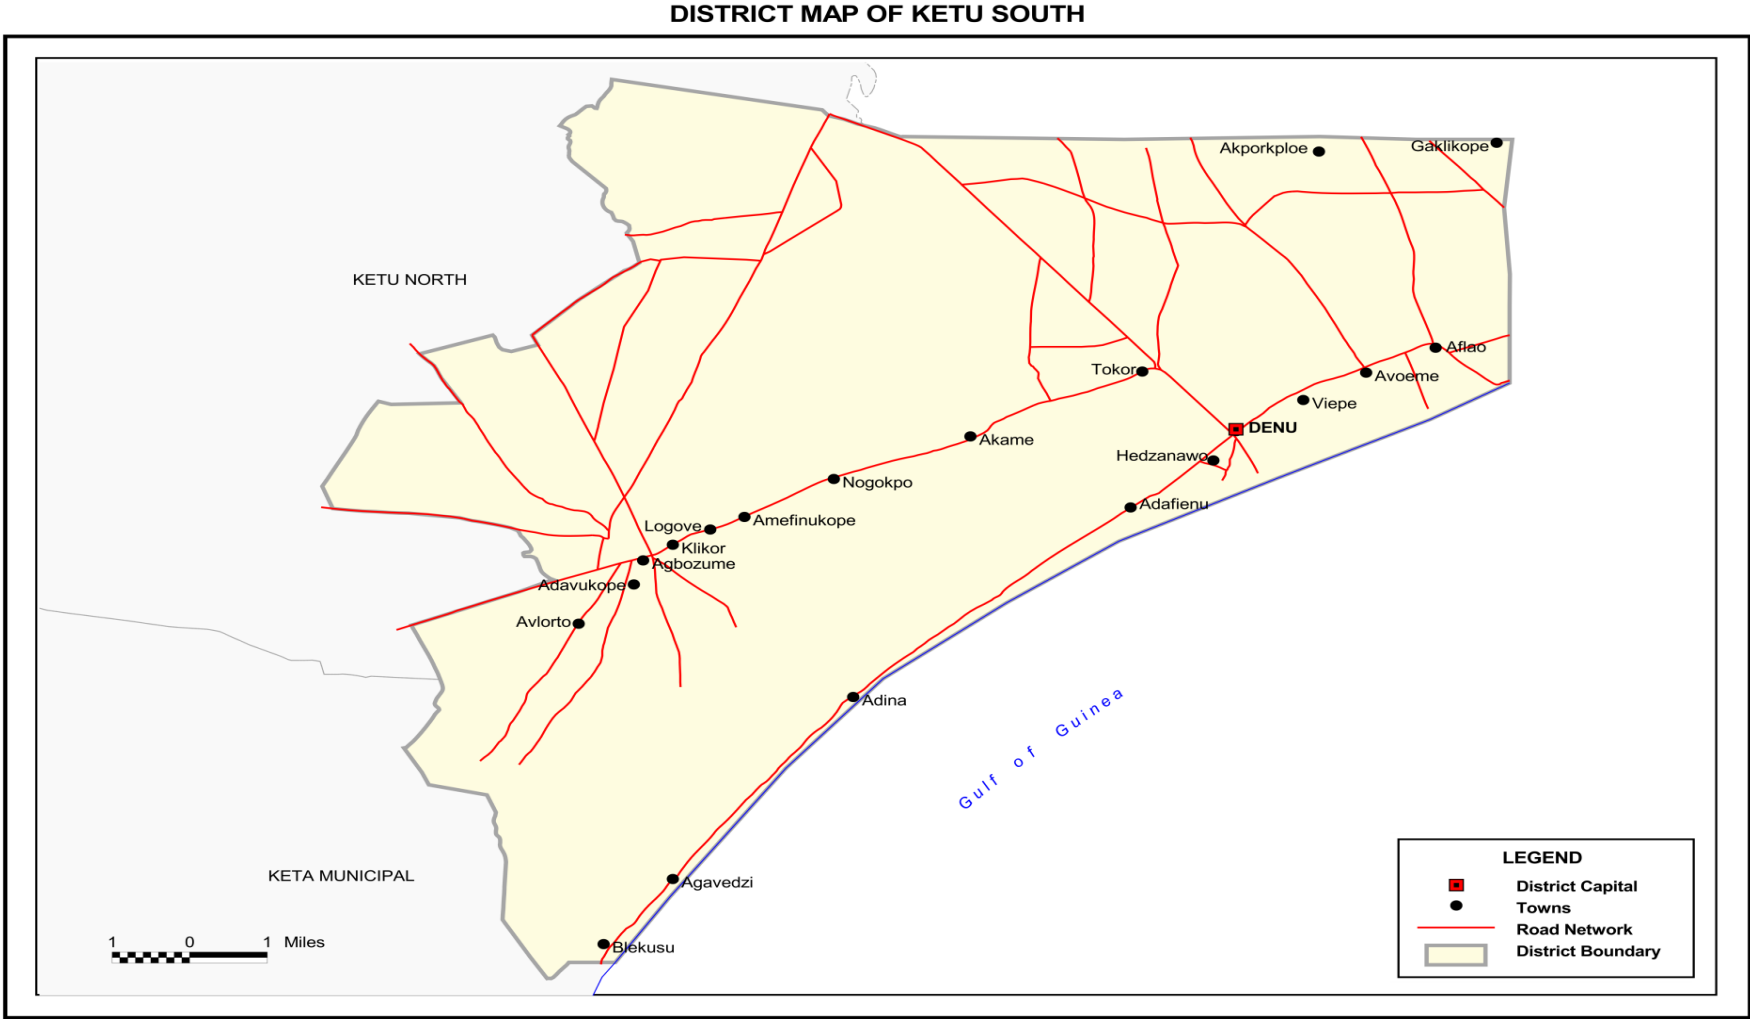 DISTRICT MAP OF KETU SOUTH
Akporkploe
Gaklikope
KETU NORTH
Aflao
Tokor
Avoeme
Viepe
DENU
Akame
Hedzanawo
Nogokpo
Adafienu
Amefinukope
Logove
Klikor
Agbozume
Adavukope
Avlorto
Adina
Gulf of Guinea
KETA MUNICIPAL
Agavedzi
Blekusu
1 0 1 Miles
LEGEND
District Capital
Towns
Road Network
District Boundary